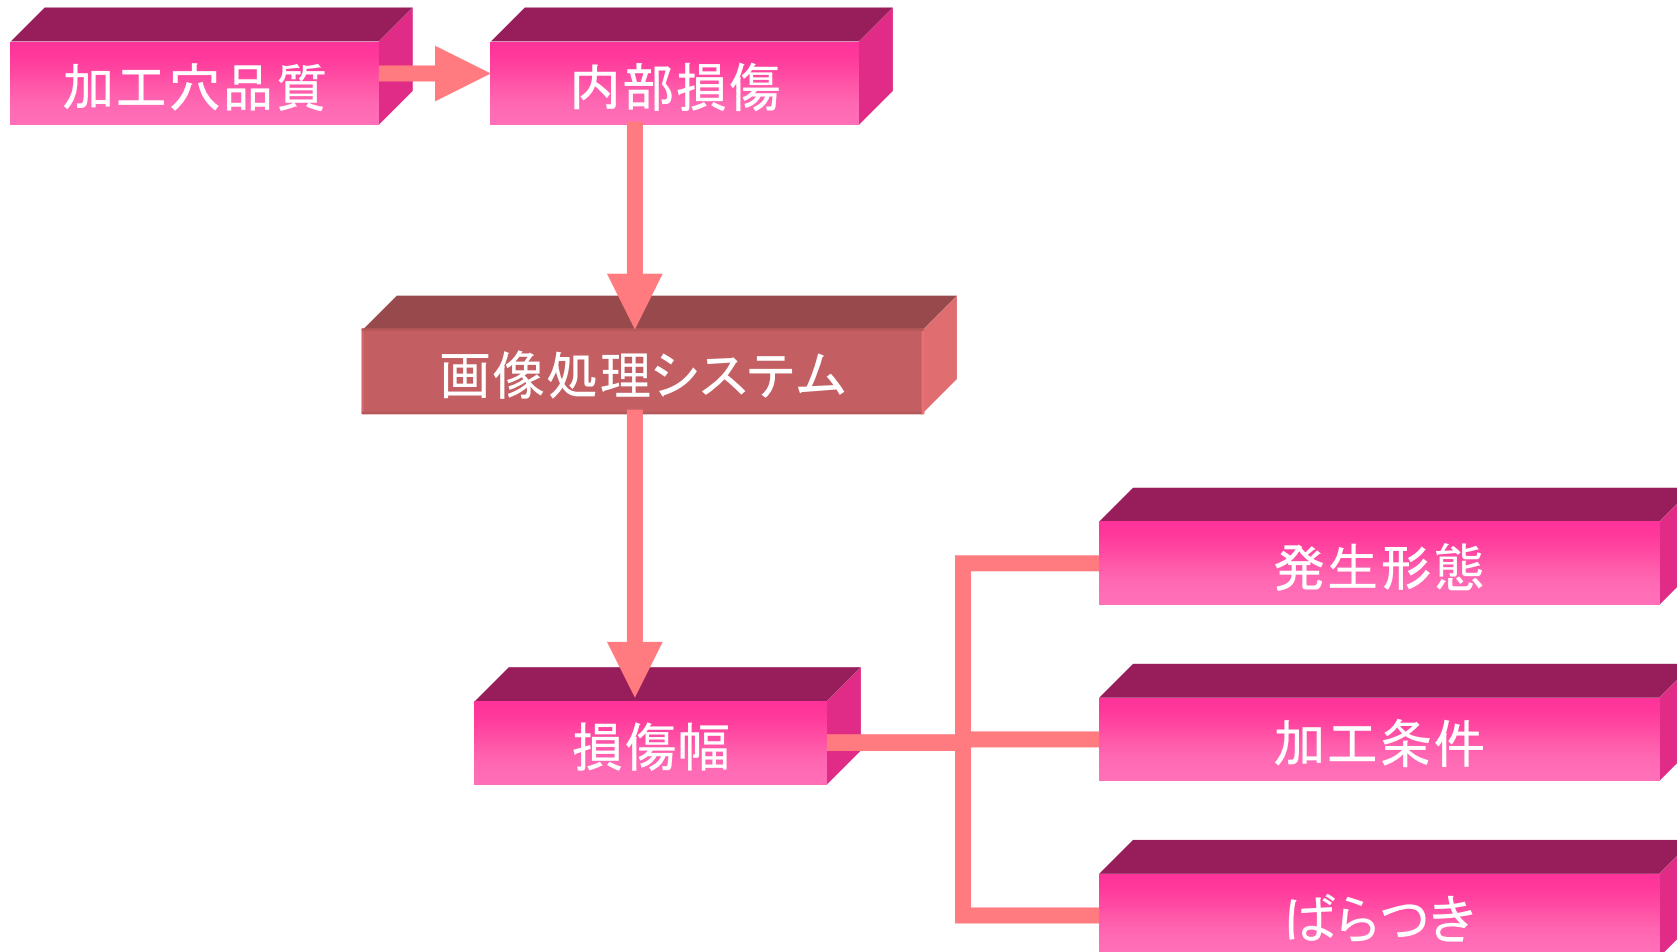 加工穴品質
内部損傷
画像処理システム
発生形態
損傷幅
加工条件
ばらつき